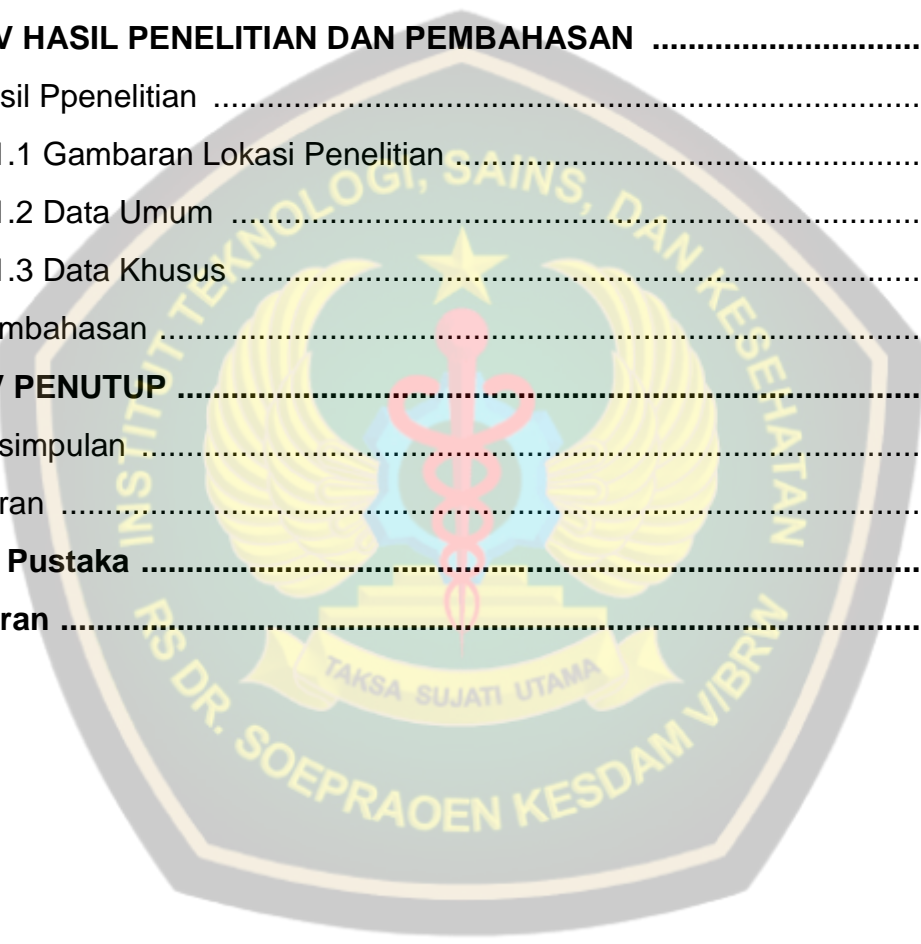 V HASIL PENELITIAN DAN PEMBAHASAN ..............................
sil Ppenelitian ..........................................................................
1.1 Gambaran Lokasi Penelitian ................................................
1.2 Data Umum ........................................................................
1.3 Data Khusus .......................................................................
mbahasan ...............................................................................
V PENUTUP ............................................................................
simpulan .................................................................................
ran .........................................................................................
Pustaka ..................................................................................
ran .........................................................................................
INSTITUT TEKNOLOGI, SAINS, DAN KESEHATAN
TAKSA SUJATI UTAMA
RS DR. SOEPRAOEN KESDAM V/BRW